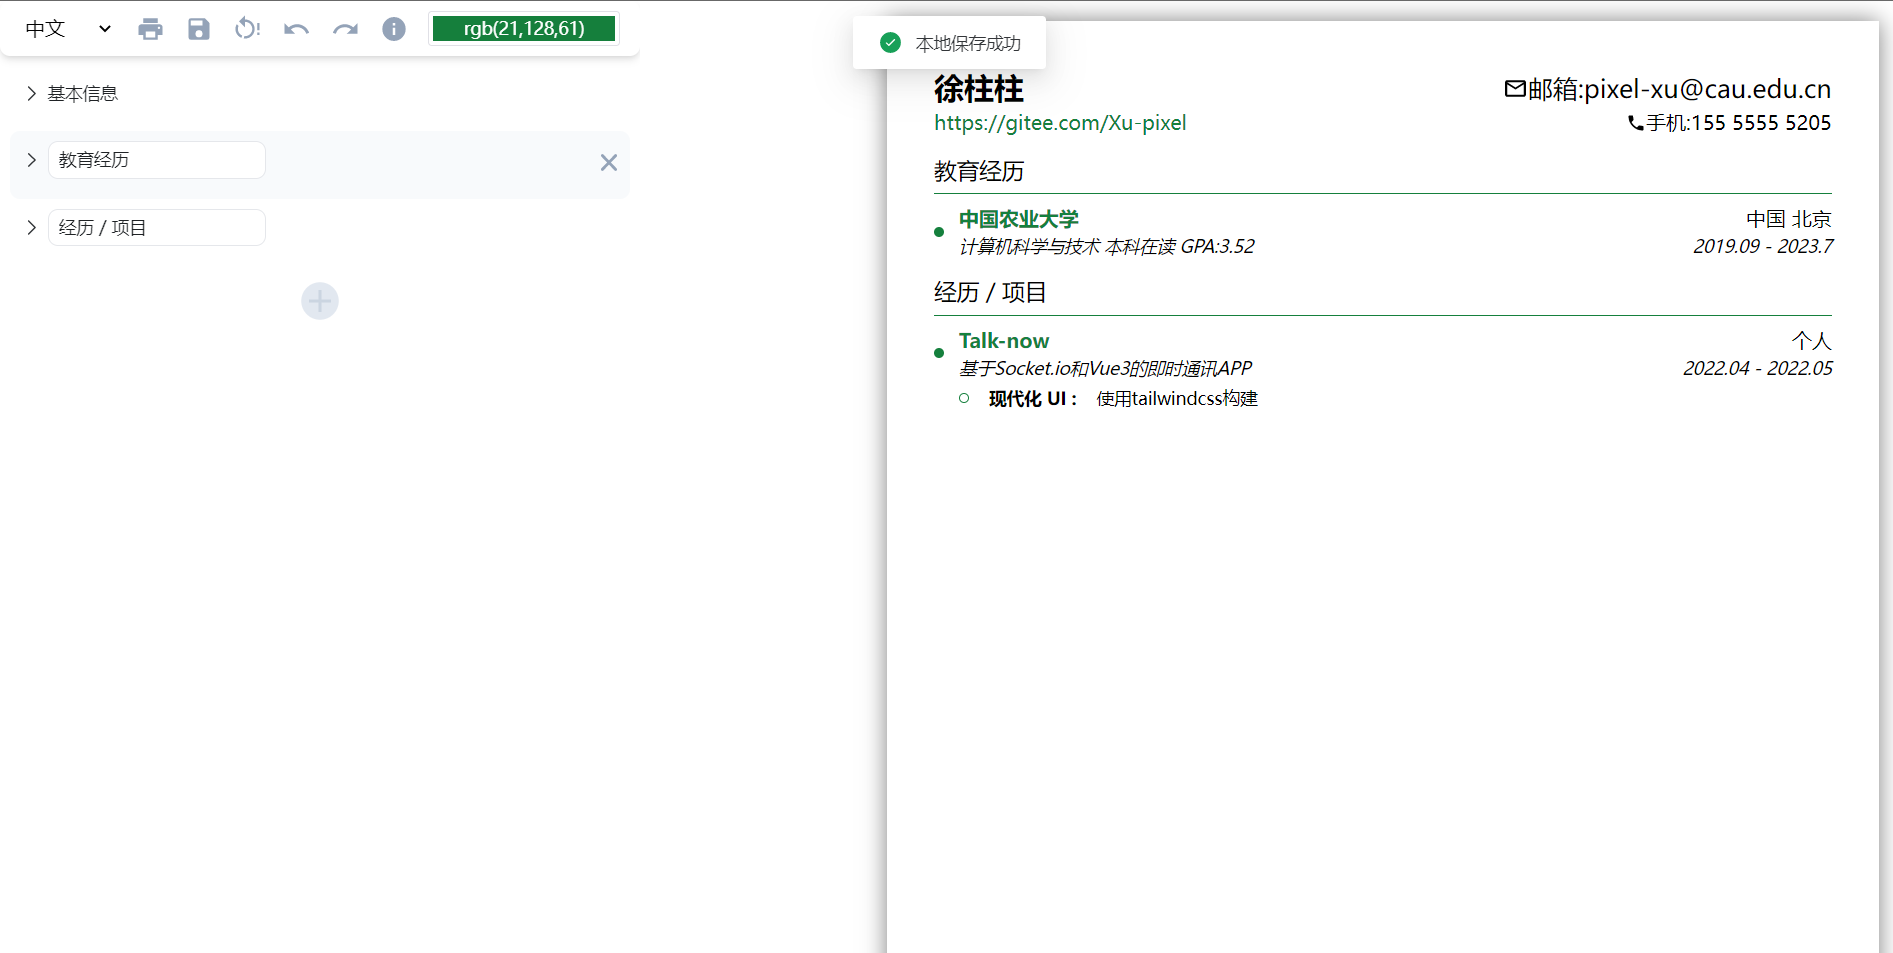 中文
rgb(21,128,61)
本地保存成功
基本信息
教育经历
经历 / 项目
徐柱柱
邮箱:pixel-xu@cau.edu.cn
https://gitee.com/Xu-pixel
手机:155 5555 5205
教育经历
中国农业大学
中国 北京
计算机科学与技术 本科在读 GPA:3.52
2019.09 - 2023.7
经历 / 项目
Talk-now
个人
基于Socket.io和Vue3的即时通讯APP
2022.04 - 2022.05
现代化 UI： 使用tailwindcss构建